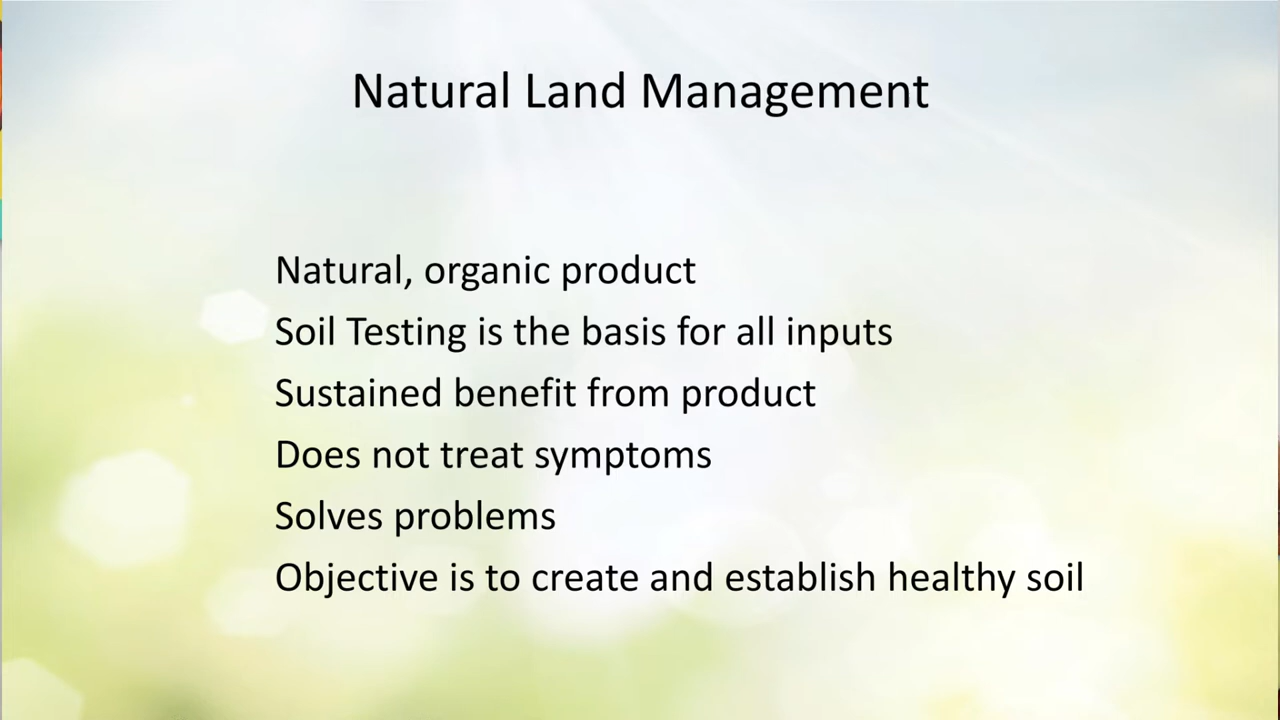 Natural Land Management
Natural, organic product
Soil Testing is the basis for all inputs
Sustained benefit from product
Does not treat symptoms
Solves problems
Objective is to create and establish healthy soil